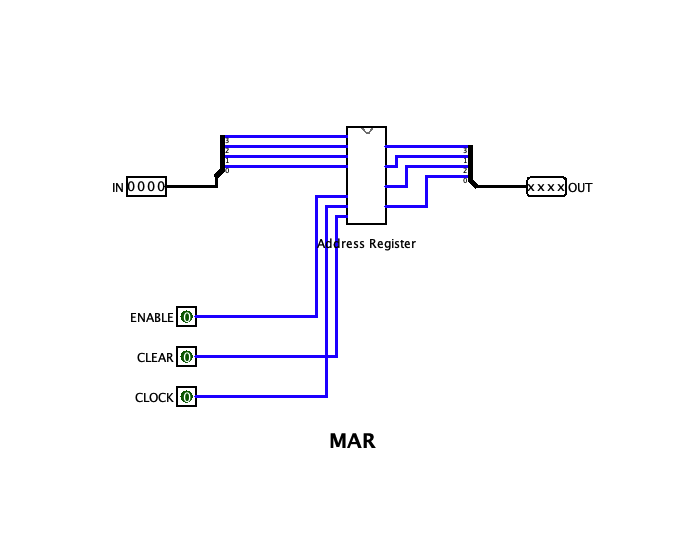 3
2
1
0
3
1
2
0
IN 0000
xxxx OUT
Address Register
ENABLE 0
CLEAR 0
CLOCK 0
MAR